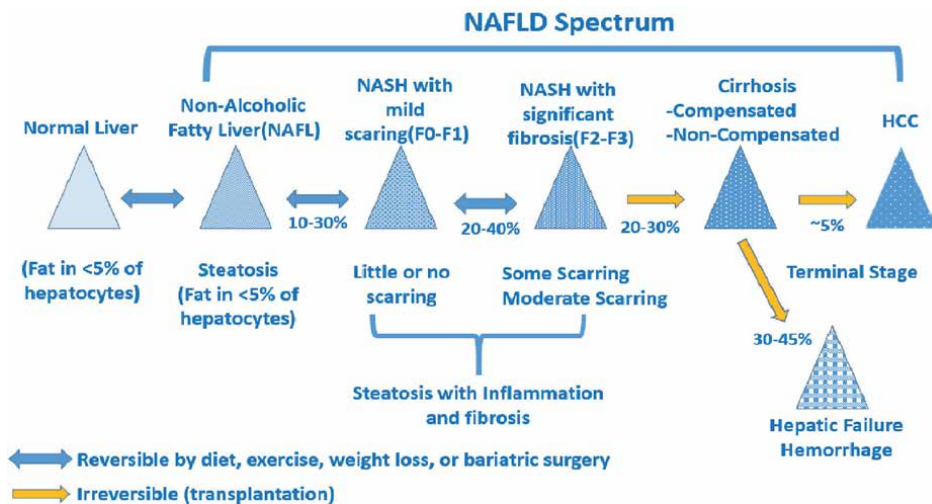 NAFLD Spectrum
Normal Liver
Non-Alcoholic
Fatty Liver(NAFL)
NASH with
mild
scaring(F0-F1)
NASH with
significant
fibrosis(F2-F3)
Cirrhosis
-Compensated
-Non-Compensated
HCC
10-30%
20-40%
20-30%
~5%
(Fat in <5% of
hepatocytes)
Steatosis
(Fat in <5% of
hepatocytes)
Little or no
scarring
Some Scarring
Moderate Scarring
Terminal Stage
30-45%
Steatosis with Inflammation
and fibrosis
Hepatic Failure
Hemorrhage
Reversible by diet, exercise, weight loss, or bariatric surgery
Irreversible (transplantation)